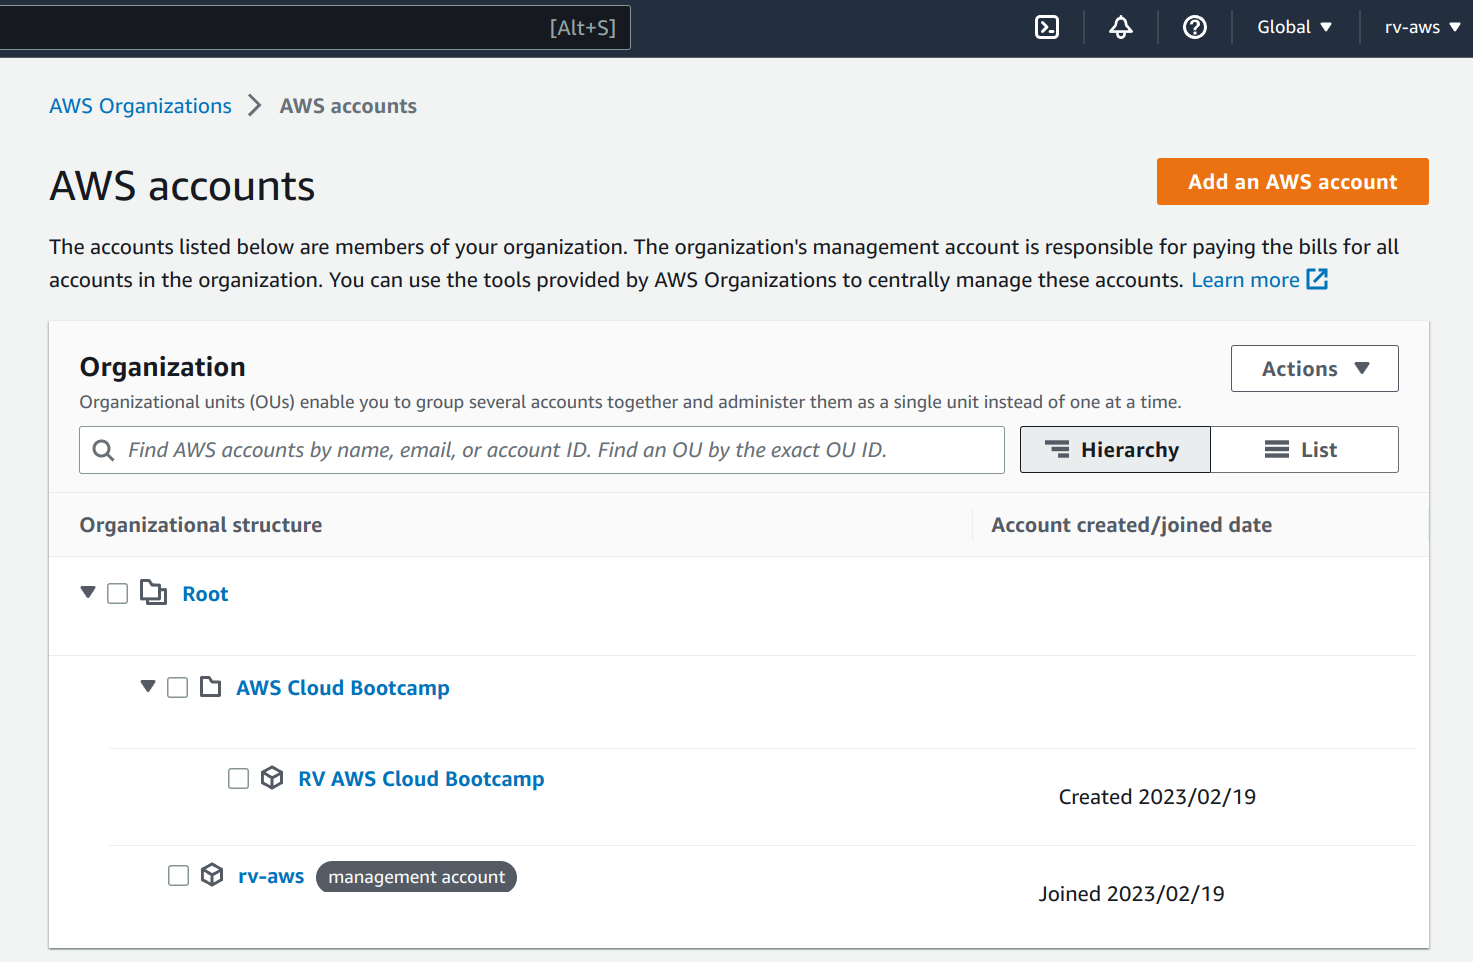 [Alt+S]
Global
rv-aws
AWS Organizations
AWS accounts
AWS accounts
Add an AWS account
The accounts listed below are members of your organization. The organization's management account is responsible for paying the bills for all
accounts in the organization. You can use the tools provided by AWS Organizations to centrally manage these accounts. Learn more
Organization
Actions
Organizational units (OUs) enable you to group several accounts together and administer them as a single unit instead of one at a time.
Find AWS accounts by name, email, or account ID. Find an OU by the exact OU ID.
Hierarchy
List
Organizational structure
Account created/joined date
Root
AWS Cloud Bootcamp
RV AWS Cloud Bootcamp
Created 2023/02/19
rv-aws
management account
Joined 2023/02/19